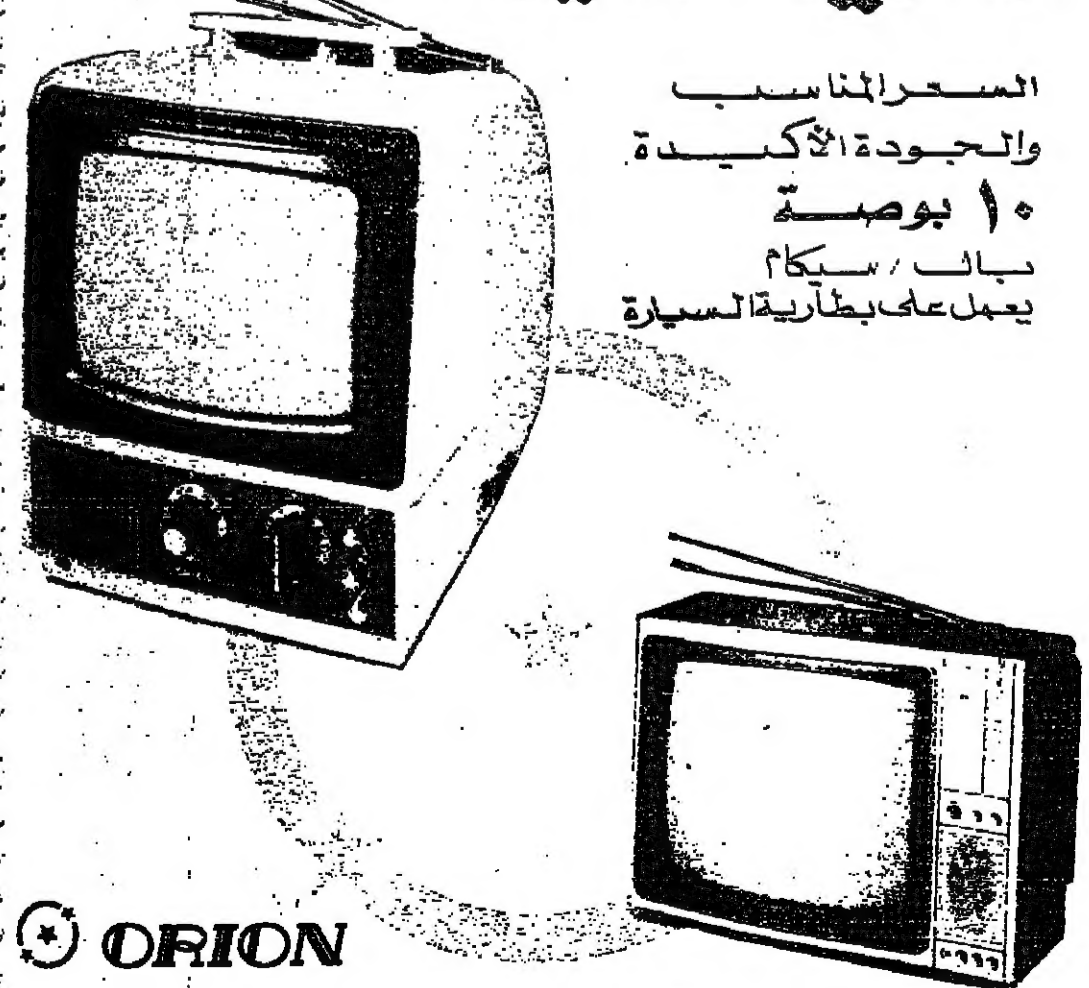 السعر المناسب
والجودة الأكيدة
١٠ بوصة
بال / سيكام
يعمل على بطارية السيارة
ORION